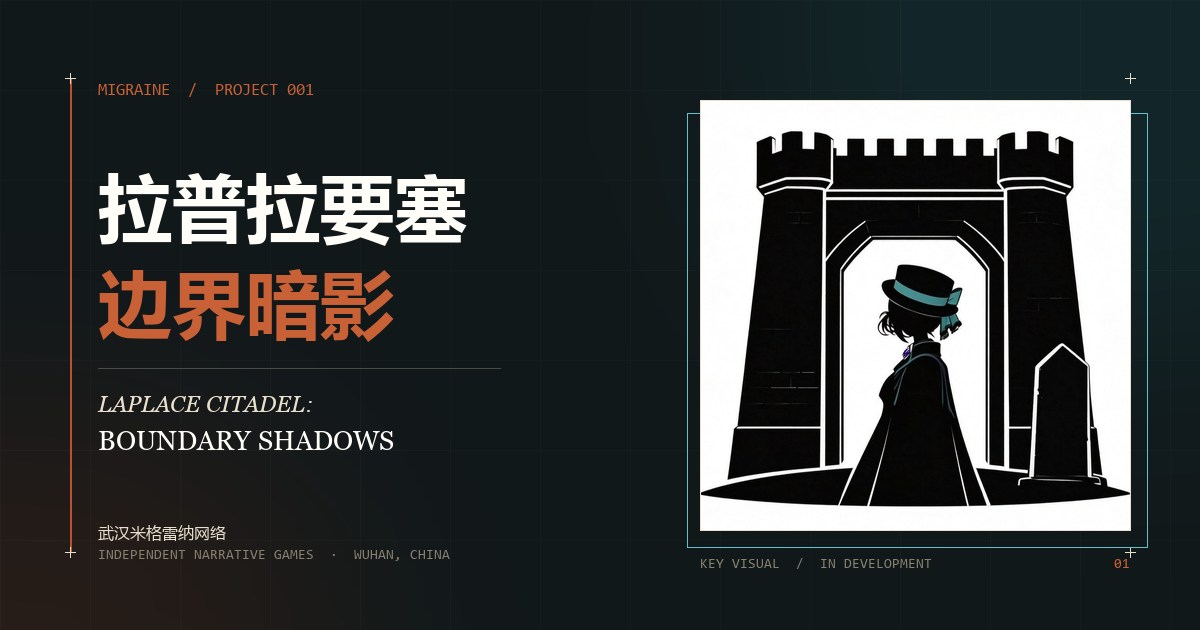 MIGRAINE / PROJECT 001
拉普拉要塞
边界暗影
LAPLACE CITADEL:
BOUNDARY SHADOWS
武汉米格雷纳网络
INDEPENDENT NARRATIVE GAMES · WUHAN, CHINA
KEY VISUAL / IN DEVELOPMENT
01